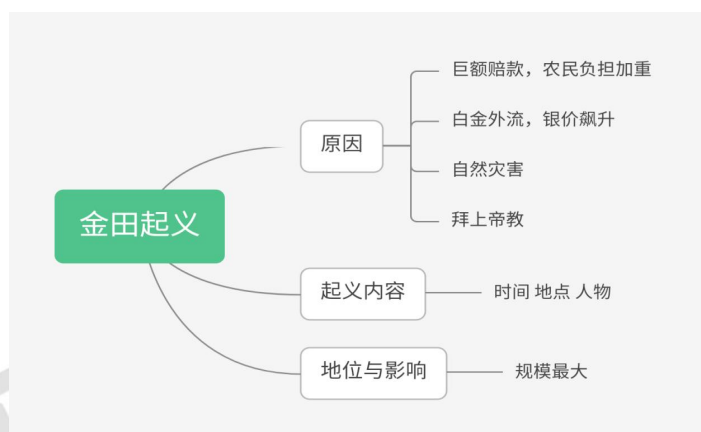 金田起义
原因
巨额赔款，农民负担加重
白金外流，银价飙升
自然灾害
拜上帝教
起义内容
时间 地点 人物
地位与影响
规模最大